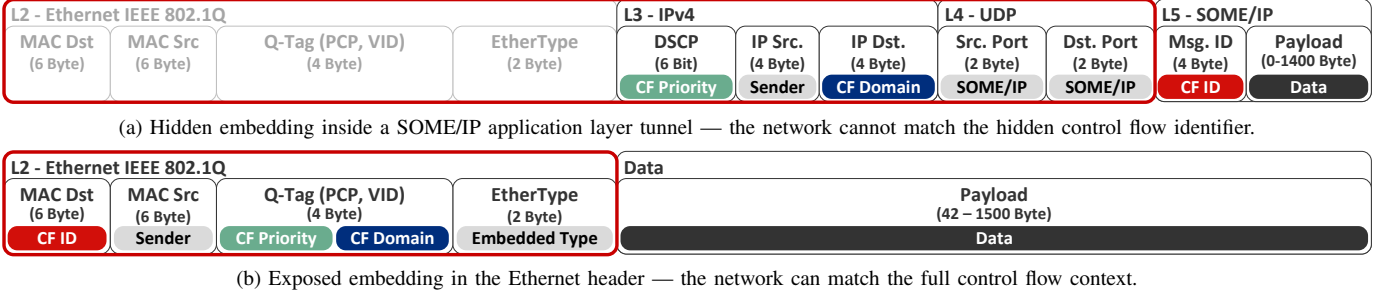 L2 - Ethernet IEEE 802.1Q L3 - IPv4 L4 - UDP L5 - SOME/IP
MAC Dst MAC Src Q-Tag (PCP, VID) EtherType DSCP IP Src. IP Dst. Src. Port Dst. Port Msg. ID Payload
(6 Byte) (6 Byte) (4 Byte) (2 Byte) (6 Bit) (4 Byte) (4 Byte) (2 Byte) (2 Byte) (4 Byte) (0-1400 Byte)
CF Priority Sender CF Domain SOME/IP SOME/IP CF ID Data
(a) Hidden embedding inside a SOME/IP application layer tunnel — the network cannot match the hidden control flow identifier.
L2 - Ethernet IEEE 802.1Q Data
MAC Dst MAC Src Q-Tag (PCP, VID) EtherType Payload
(6 Byte) (6 Byte) (4 Byte) (2 Byte) (42 – 1500 Byte)
CF ID Sender CF Priority CF Domain Embedded Type Data
(b) Exposed embedding in the Ethernet header — the network can match the full control flow context.